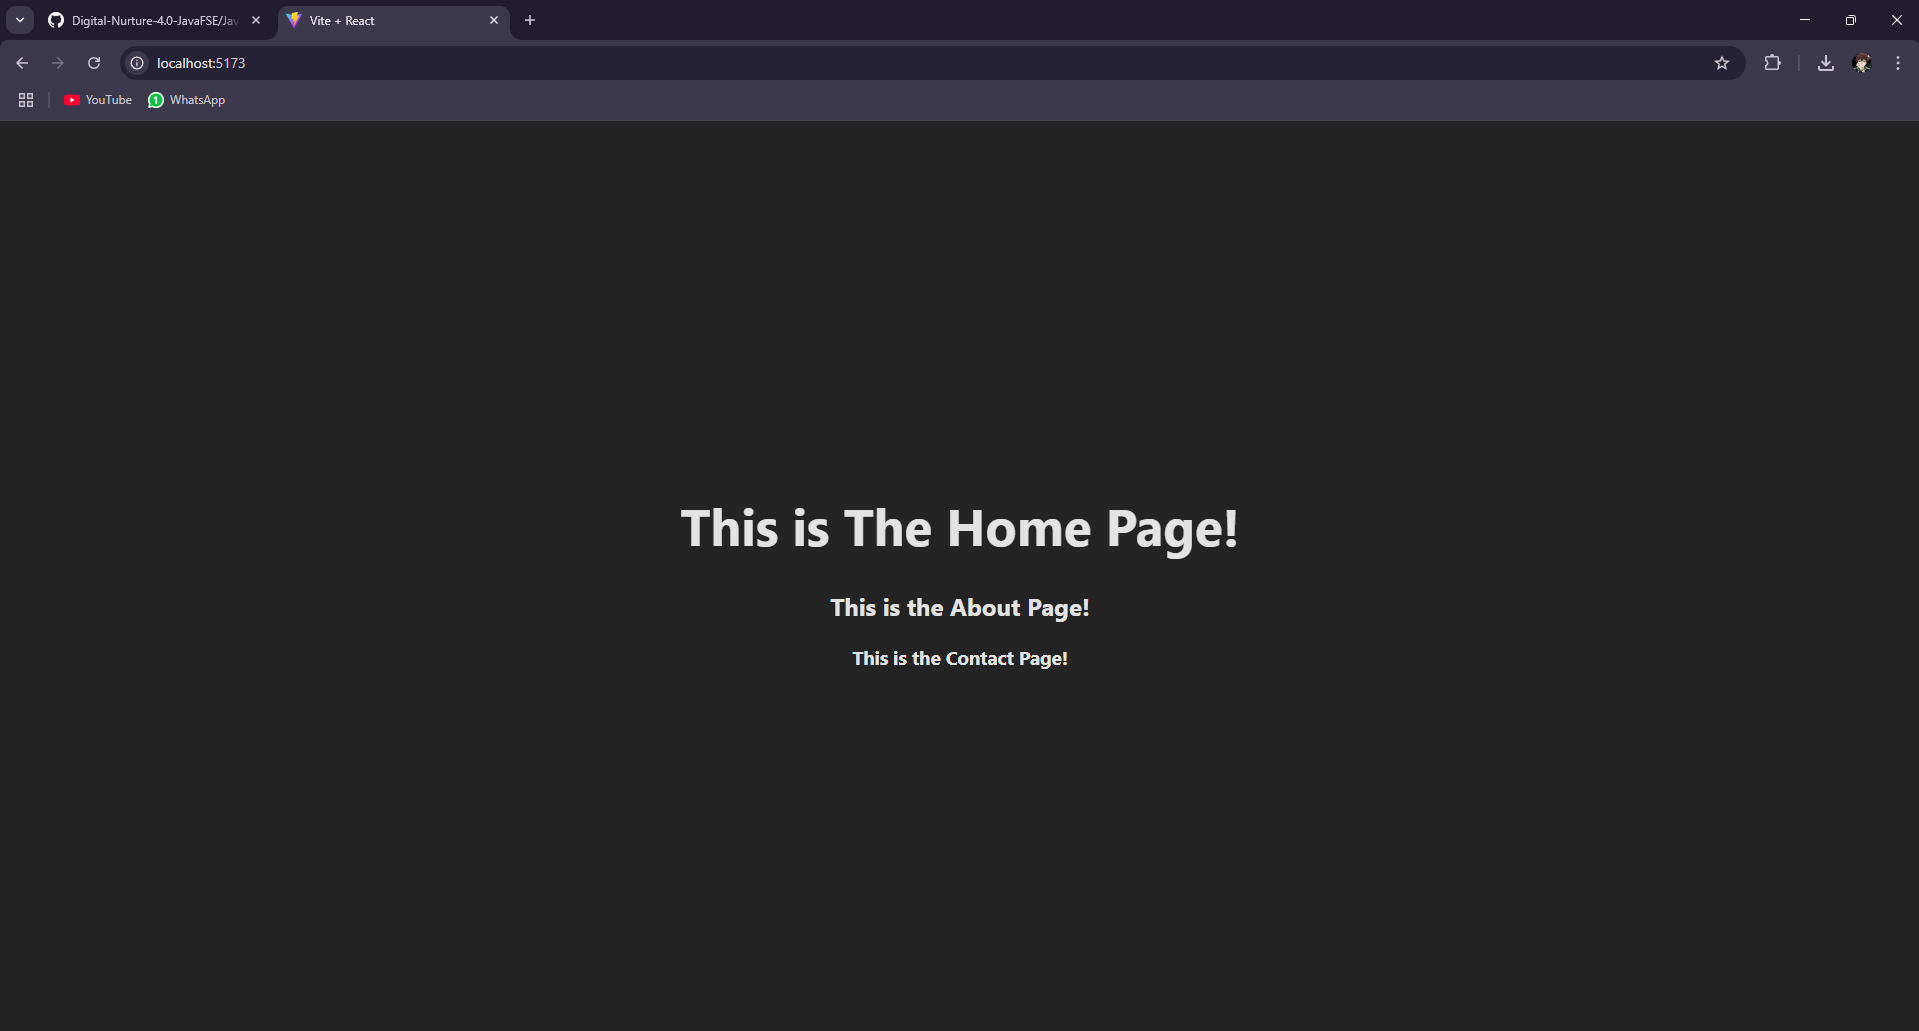 Digital-Nurture-4.0-JavaFSE/Jav
Vite + React
localhost:5173
YouTube
1 WhatsApp
This is The Home Page!
This is the About Page!
This is the Contact Page!